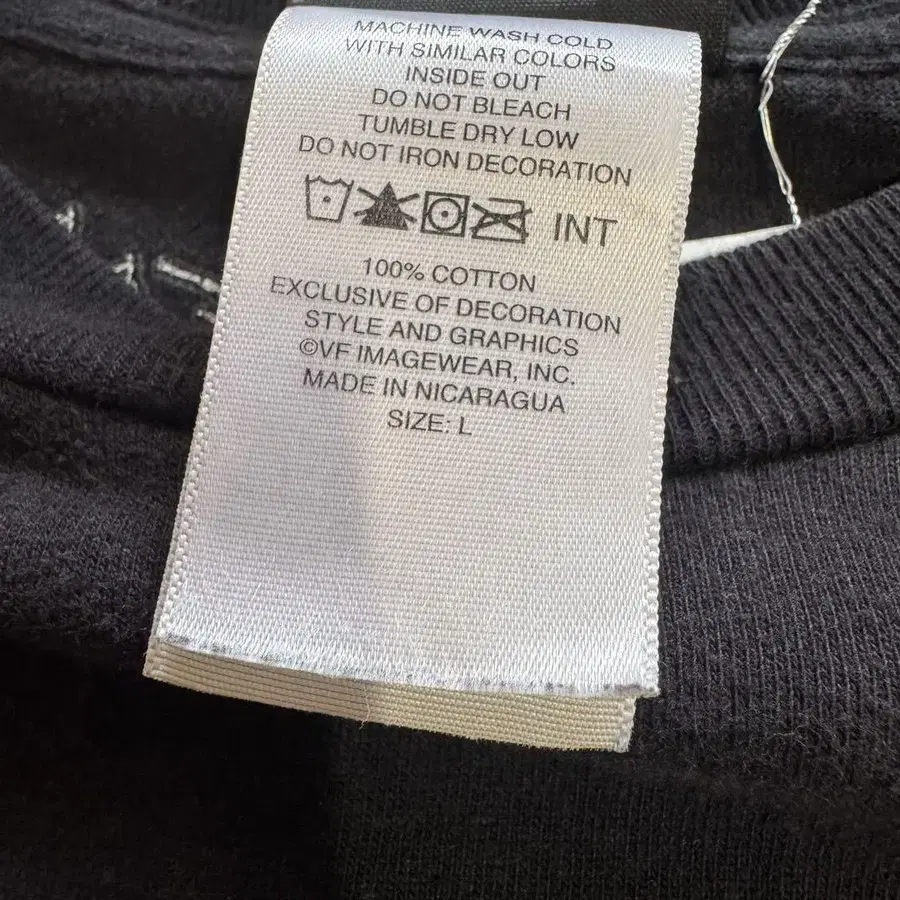 MACHINE WASH COLD
WITH SIMILAR COLORS
INSIDE OUT
DO NOT BLEACH
TUMBLE DRY LOW
DO NOT IRON DECORATION
INT
100% COTTON
EXCLUSIVE OF DECORATION
STYLE AND GRAPHICS
©VF IMAGEWEAR, INC.
MADE IN NICARAGUA
SIZE: L